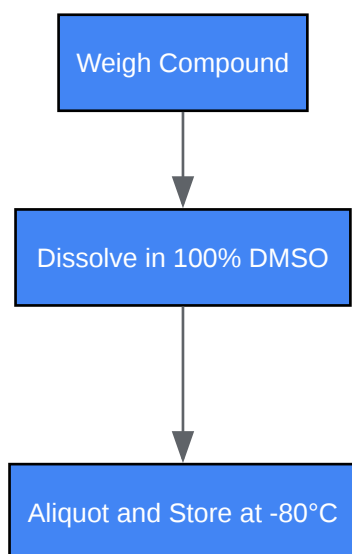 Weigh Compound
Dissolve in 100% DMSO
Aliquot and Store at -80°C